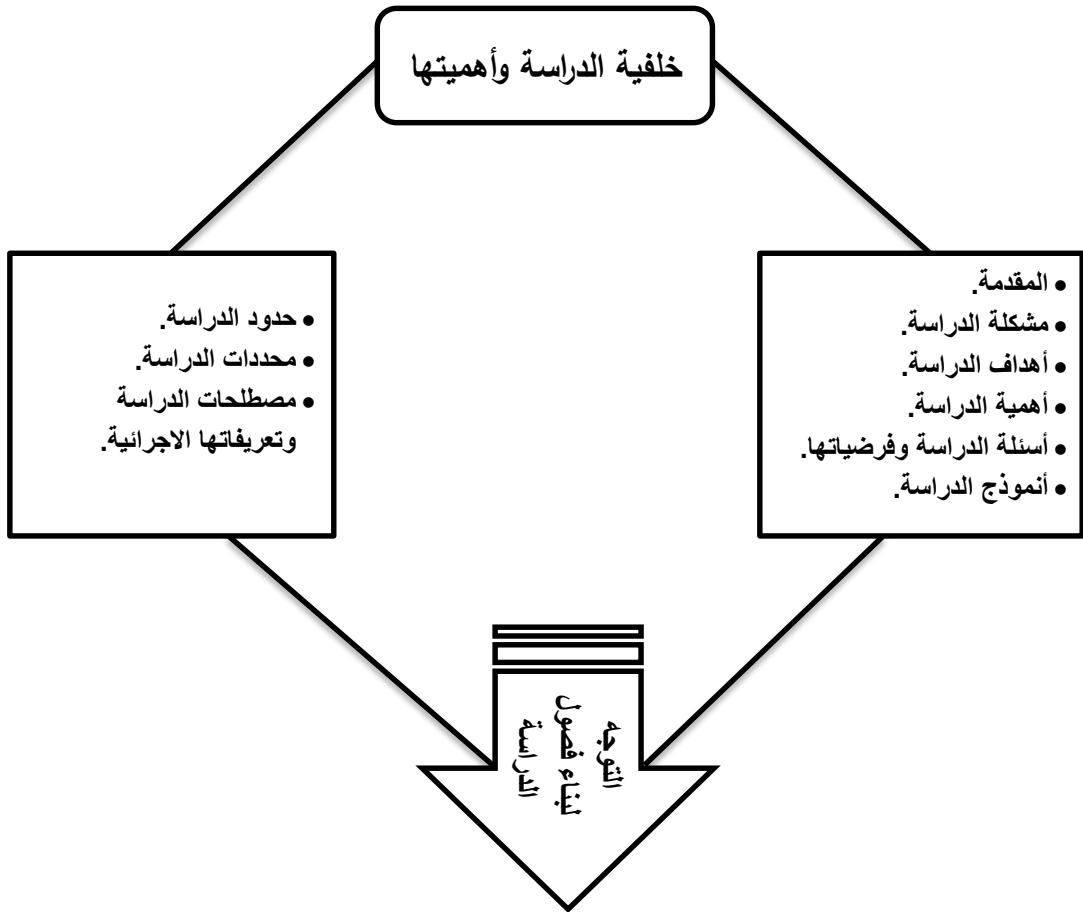 خلفية الدراسة وأهميتها
• المقدمة.
• مشكلة الدراسة.
• أهداف الدراسة.
• أهمية الدراسة.
• أسئلة الدراسة وفرضياتها.
• أنموذج الدراسة.
• حدود الدراسة.
• محددات الدراسة.
• مصطلحات الدراسة
وتعريفاتها الاجرائية.
التوجه
لبناء فصول
الدراسة